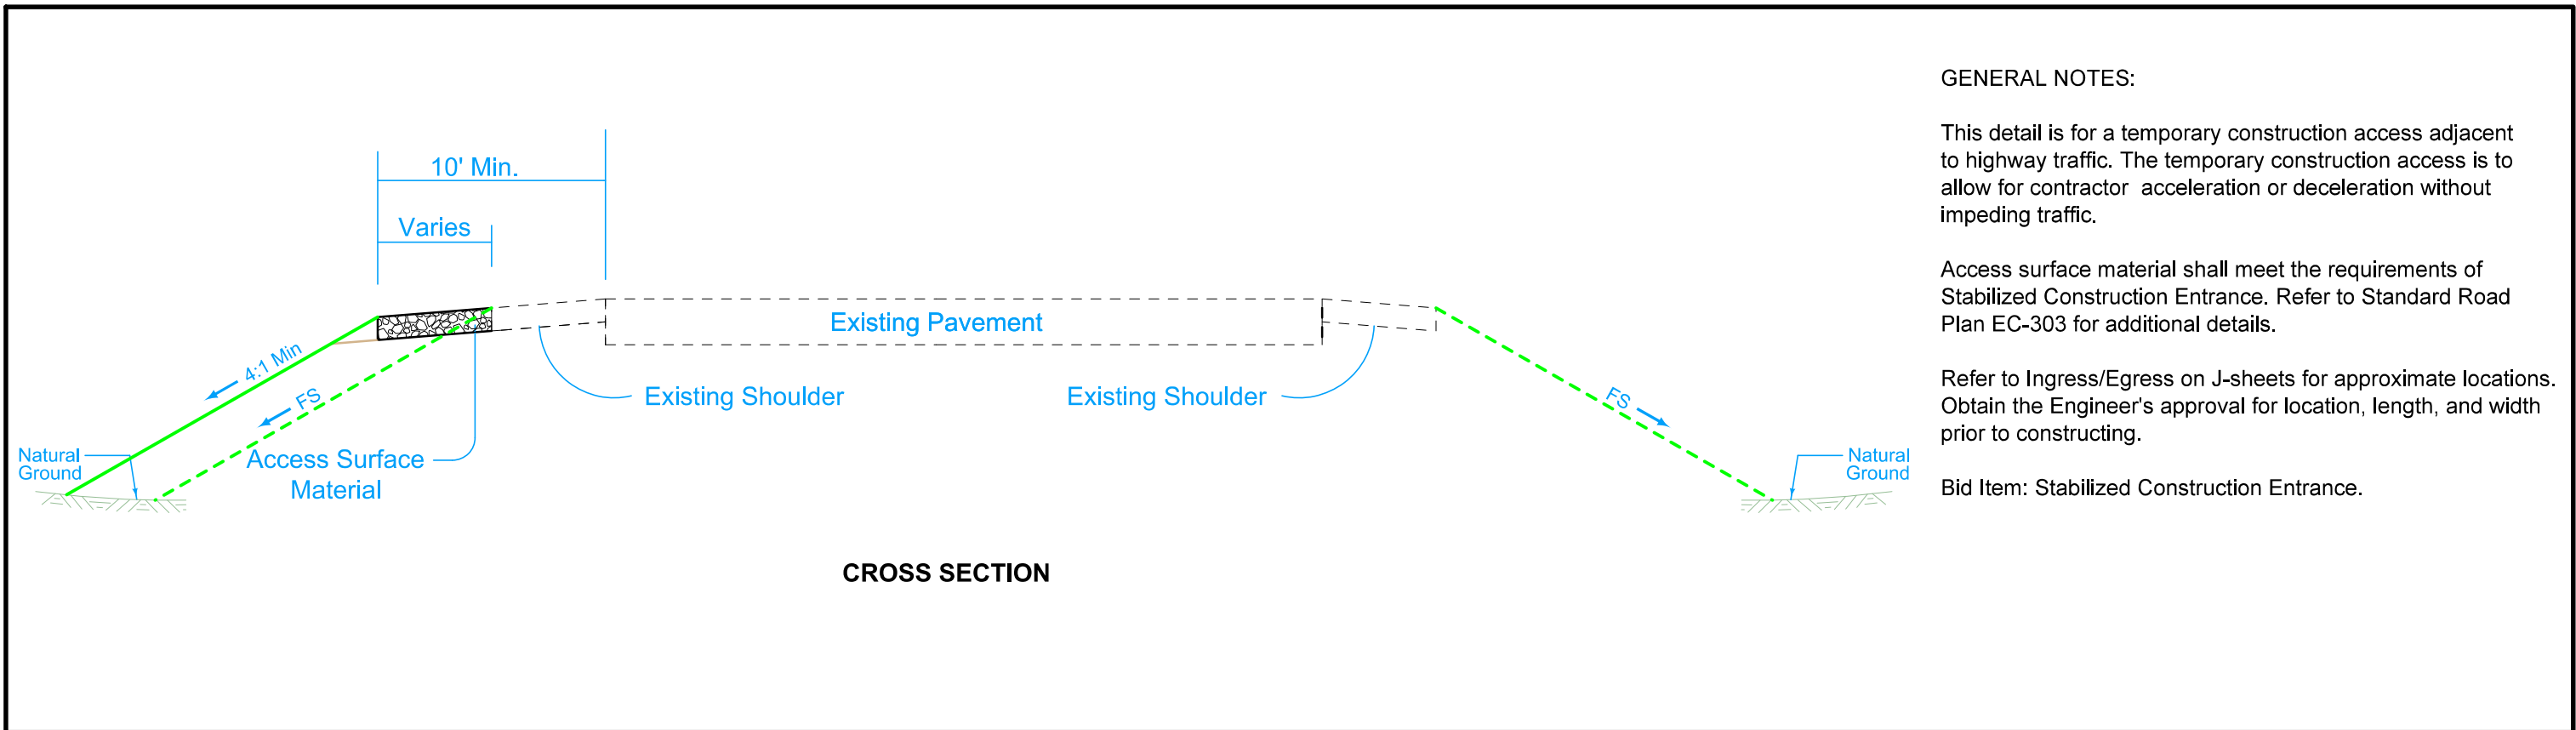 10' Min.
Varies
4:1 Min
FS
Existing Pavement
Existing Shoulder
Existing Shoulder
FS
Natural
Ground
Access Surface
Material
Natural
Ground
CROSS SECTION
GENERAL NOTES:
This detail is for a temporary construction access adjacent
to highway traffic. The temporary construction access is to
allow for contractor  acceleration or deceleration without
impeding traffic.
Access surface material shall meet the requirements of
Stabilized Construction Entrance. Refer to Standard Road
Plan EC-303 for additional details.
Refer to Ingress/Egress on J-sheets for approximate locations.
Obtain the Engineer's approval for location, length, and width
prior to constructing.
Bid Item: Stabilized Construction Entrance.